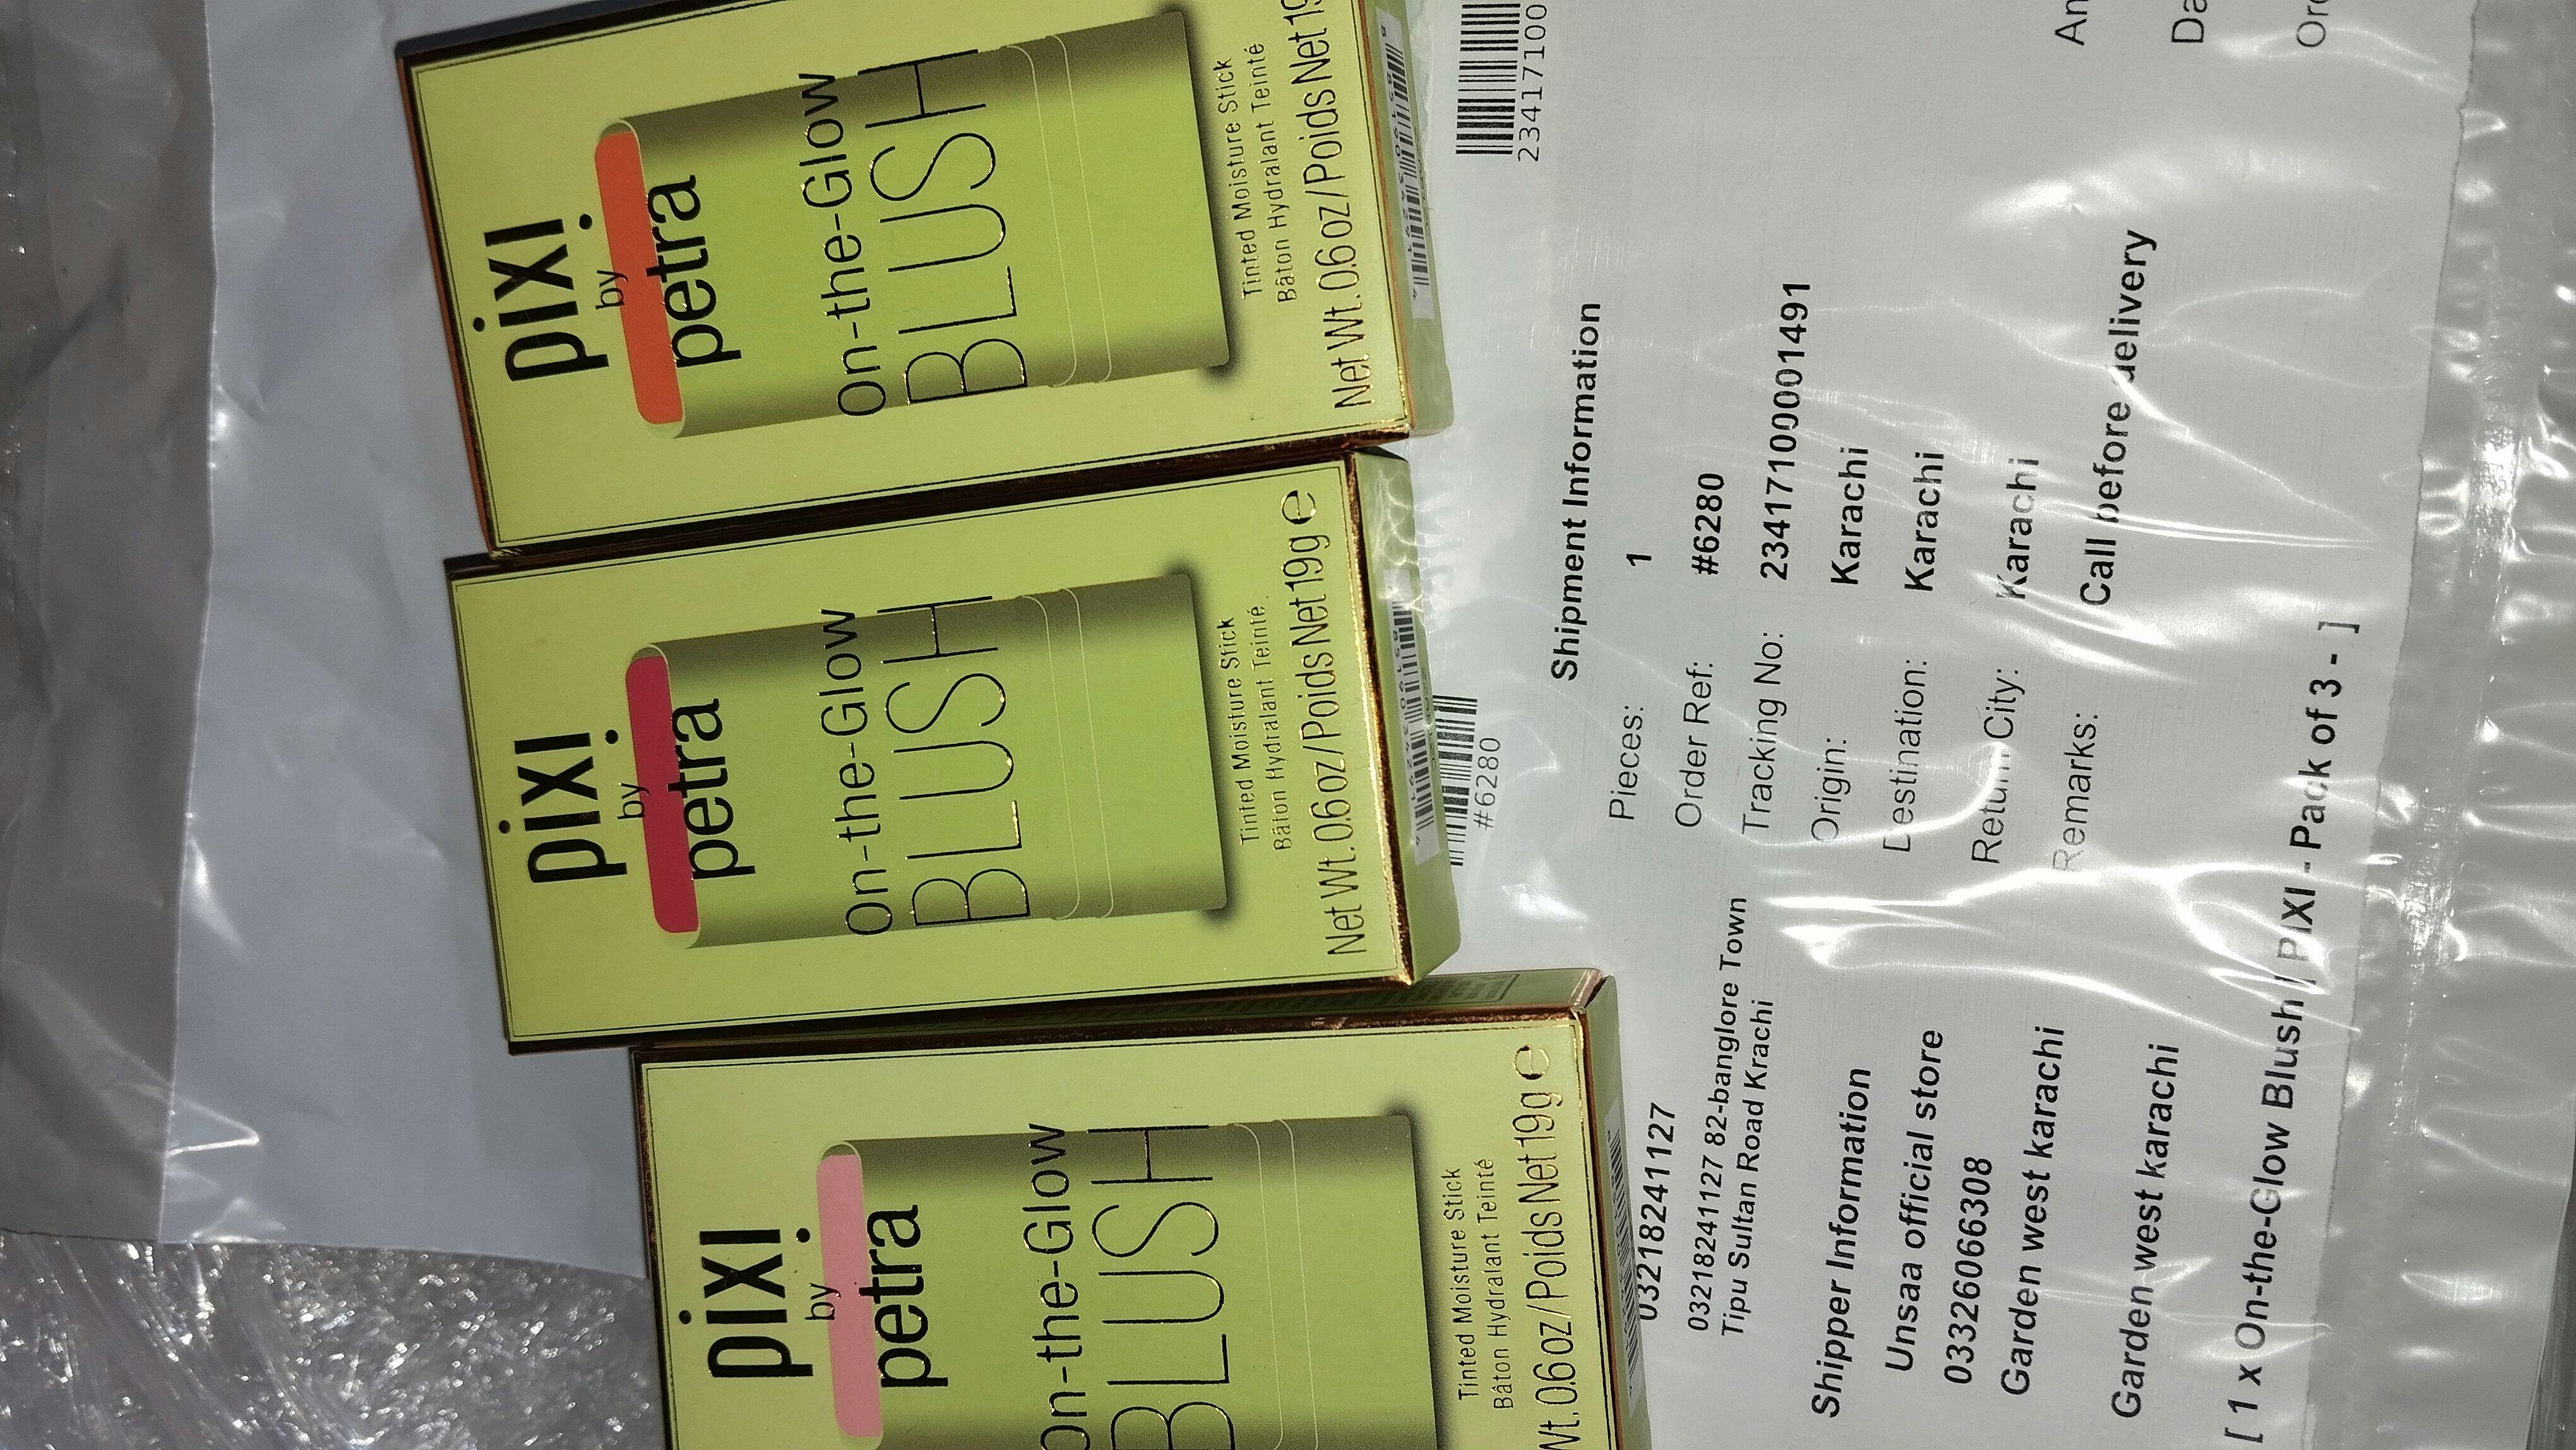 pixi
by
petra
On-the-Glow
BLUSH
Tinted Moisture Stick
Bâton Hydralant Teinté
Wt. 0.6 oz/Poids Net 19g e
pixi
by
petra
On-the-Glow
BLUSH
Tinted Moisture Stick
Bâton Hydralant Teinté
Net Wt. 0.6 oz/Poids Net 19g e
pixi
by
petra
On-the-Glow
BLUSH
Tinted Moisture Stick
Bâton Hydralant Teinté
Net Wt. 0.6 oz/Poids Net
#6280
234171000
03218241127
03218241127 82-banglore Town
Tipu Sultan Road Krachi
Shipper Information
Unsaa official store
03326066308
Garden west karachi
Garden west karachi
Shipment Information
Pieces: 1
Order Ref: #6280
Tracking No: 23417100001491
Origin: Karachi
Destination: Karachi
Return City: Karachi
Remarks: Call before delivery
[ 1 x On-the-Glow Blush | PIXI - Pack of 3 - ]